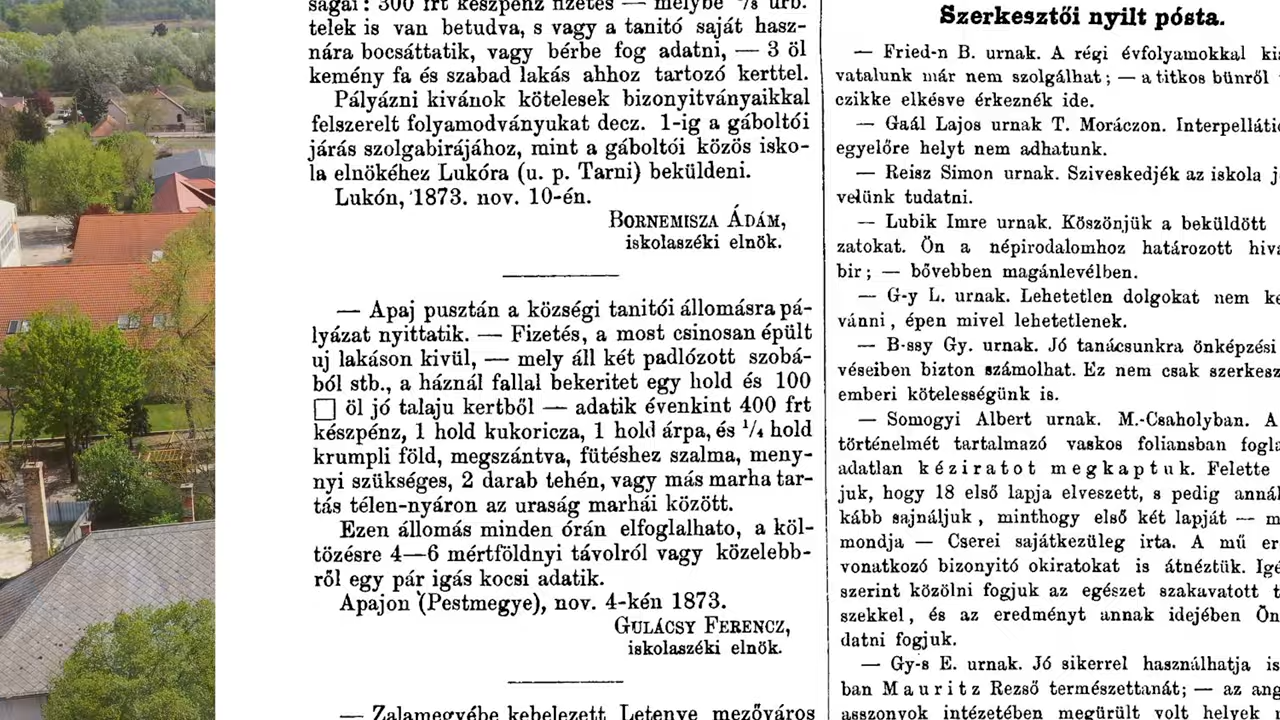 ságai: 300 frt készpénz fizetés — melybe ⁵/₈ úrb.
telek is van betudva, s vagy a tanitó saját hasz-
nára bocsáttatik, vagy bérbe fog adatni, — 3 öl
kemény fa és szabad lakás ahhoz tartozó kerttel.
Pályázni kivánok kötelesek bizonyitványaikkal
felszerelt folyamodványukat decz. 1-ig a gáboltói
járás szolgabirájához, mint a gáboltói közös isko-
la elnökéhez Lukóra (u. p. Tarni) beküldeni.
Lukón, 1873. nov. 10-én.
BORNEMISZA ÁDÁM,
iskolaszéki elnök.
— Apaj pusztán a községi tanitói állomásra pá-
lyázat nyittatik. — Fizetés, a most csinosan épült
uj lakáson kivül, — mely áll két padlózott szobá-
ból stb., a háznál fallal bekeritet egy hold és 100
□ öl jó talaju kertből — adatik évenkint 400 frt
készpénz, 1 hold kukoricza, 1 hold árpa, és ¹/₄ hold
krumpli föld, megszántva, fütéshez szalma, meny-
nyi szükséges, 2 darab tehén, vagy más marha tar-
tás télen-nyáron az uraság marhái között.
Ezen állomás minden órán elfoglalhato, a köl-
tözésre 4—6 mértföldnyi távolról vagy közelebb-
ről egy pár igás kocsi adatik.
Apajon (Pestmegye), nov. 4-kén 1873.
GULÁCSY FERENCZ,
iskolaszéki elnök.
— Zalamegyébe kebelezett Letenye mezőváros
Szerkesztői nyilt pósta.
— Fried-n B. urnak. A régi évfolyamokkal ki
vatalunk már nem szolgálhat; — a titkos bünről
czikke elkésve érkeznék ide.
— Gaál Lajos urnak T. Moráczon. Interpelláti
egyelőre helyt nem adhatunk.
— Reisz Simon urnak. Sziveskedjék az iskola j
velünk tudatni.
— Lubik Imre urnak. Köszönjük a beküldött
zatokat. Ön a népirodalomhoz határozott hiv
bir; — bővebben magánlevélben.
— G-y L. urnak. Lehetetlen dolgokat nem k
vánni, épen mivel lehetetlenek.
— B-ssy Gy. urnak. Jó tanácsunkra önképzési
véseiben bizton számolhat. Ez nem csak szerkesz
emberi kötelességünk is.
— Somogyi Albert urnak. M.-Csaholyban. A
történelmét tartalmazó vaskos foliansban fogla
adatlan kéziratot megkaptuk. Felette
juk, hogy 18 első lapja elveszett, s pedig annál
kább sajnáljuk, minthogy első két lapját — m
mondja — Cserei sajátkezüleg irta. A mű er
vonatkozó bizonyitó okiratokat is átnéztük. Igé
szerint közölni fogjuk az egészet szakavatott t
szekkel, és az eredményt annak idejében Ön
datni fogjuk.
— Gy-s E. urnak. Jó sikerrel használhatja is
ban Mauritz Rezső természettanát; — az ang
asszonyok intézetében megürült volt helyek